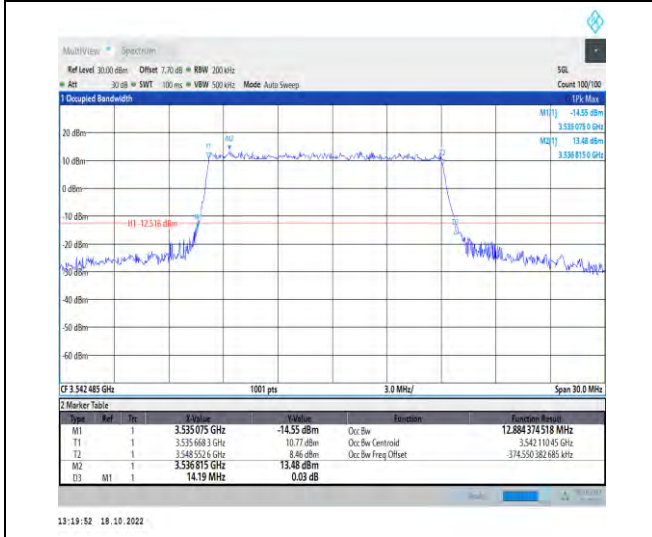 MultiView Spectrum
Ref Level 30.00 dBm Offset 7.70 dB RBW 200 kHz SGL
Att 30 dB SWT 100 ms VBW 500 kHz Mode Auto Sweep Count 100/100
1 Occupied Bandwidth 1Pk Max
M1[1] -14.55 dBm
3.535 075 0 GHz
M2[1] 13.48 dBm
3.536 815 0 GHz
20 dBm
M2
T1
T2
10 dBm
0 dBm
-10 dBm
H1 -12.516 dBm
-20 dBm
-30 dBm
-40 dBm
-50 dBm
-60 dBm
CF 3.542 485 GHz 1001 pts 3.0 MHz/ Span 30.0 MHz
2 Marker Table
Type Ref Trc X-Value Y-Value Function Function Result
M1 1 3.535 075 GHz -14.55 dBm Occ Bw 12.884 374 518 MHz
T1 1 3.535 668 3 GHz 10.77 dBm Occ Bw Centroid 3.542 110 45 GHz
T2 1 3.548 552 6 GHz 8.46 dBm Occ Bw Freq Offset -374.550 382 685 kHz
M2 1 3.536 815 GHz 13.48 dBm
D3 M1 1 14.19 MHz 0.03 dB
13:19:52 18.10.2022